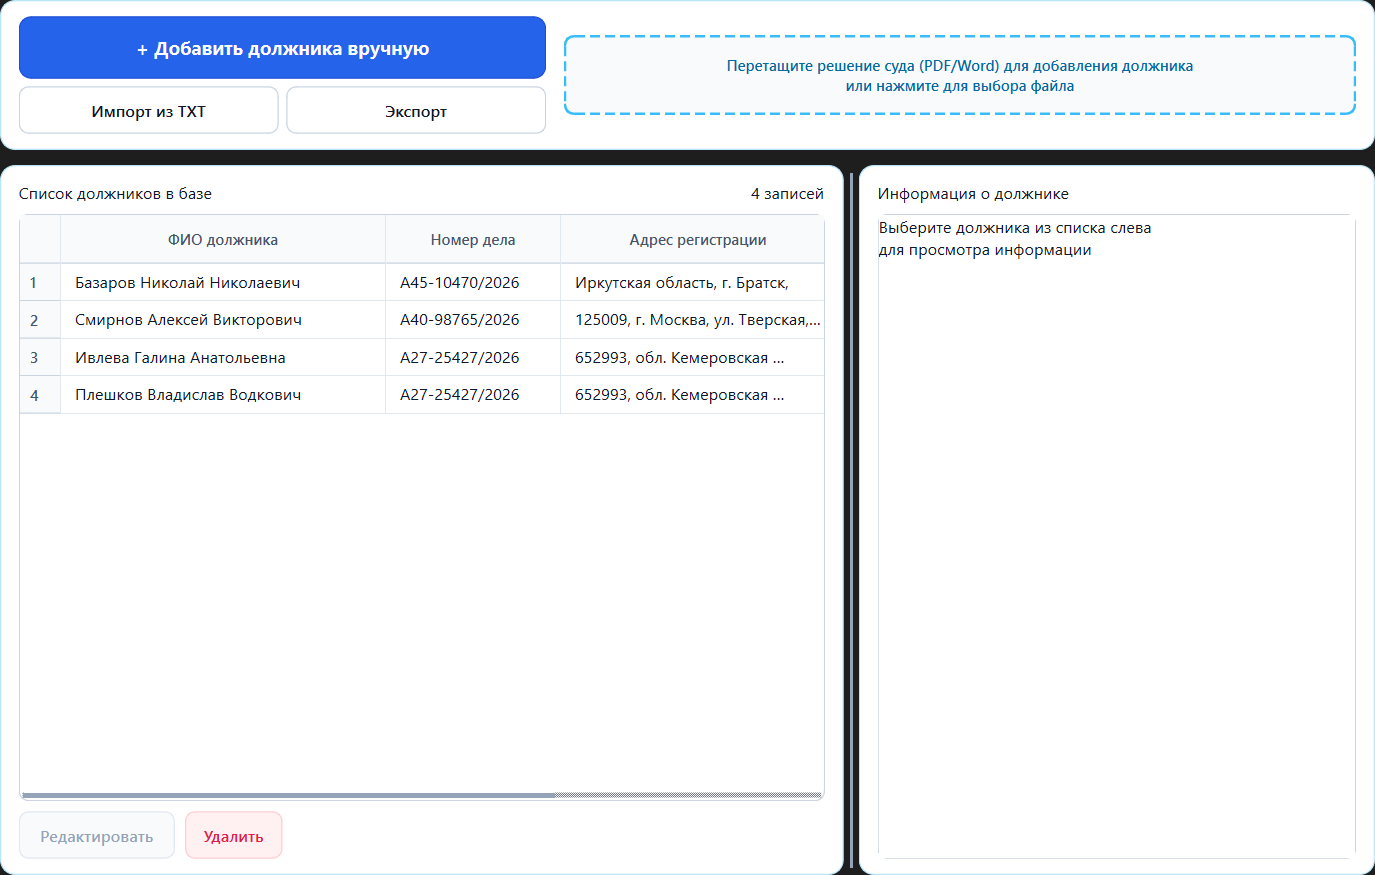 + Добавить должника вручную
Импорт из TXT
Экспорт
Перетащите решение суда (PDF/Word) для добавления должника
или нажмите для выбора файла
Список должников в базе
4 записей
ФИО должника
Номер дела
Адрес регистрации
1 Базаров Николай Николаевич А45-10470/2026 Иркутская область, г. Братск,
2 Смирнов Алексей Викторович А40-98765/2026 125009, г. Москва, ул. Тверская,...
3 Ивлева Галина Анатольевна А27-25427/2026 652993, обл. Кемеровская ...
4 Плешков Владислав Водкович А27-25427/2026 652993, обл. Кемеровская ...
Редактировать
Удалить
Информация о должнике
Выберите должника из списка слева
для просмотра информации